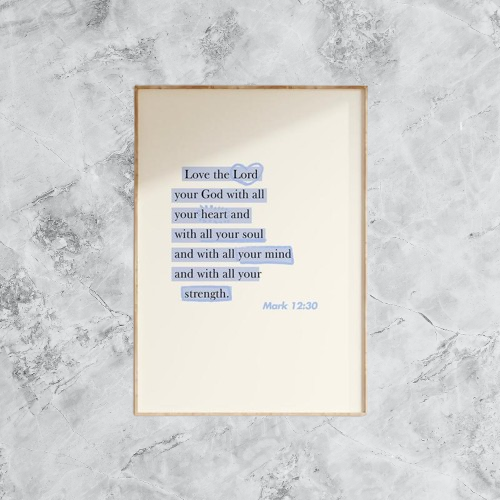 Love the Lord
your God with all
your heart and
with all your soul
and with all your mind
and with all your
strength.
Mark 12:30